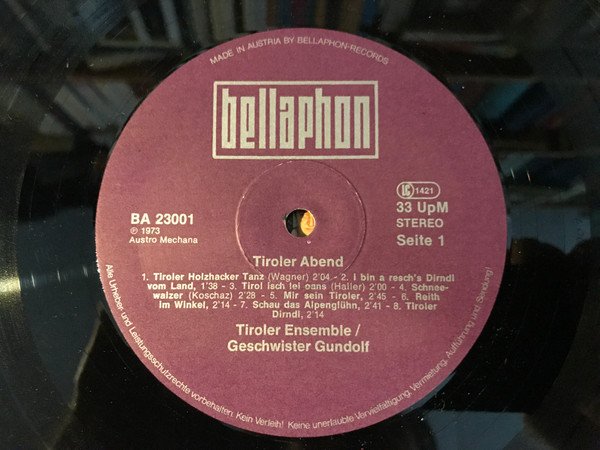 MADE IN AUSTRIA BY BELLAPHON-RECORDS
bellaphon
BA 23001
℗ 1973
Austro Mechana
LC 1421
33 UpM
STEREO
Seite 1
Tiroler Abend
1. Tiroler Holzhacker Tanz (Wagner) 2'04 - 2. I bin a resch's Dirndl
vom Land, 1'38 - 3. Tirol isch lei oans (Haller) 2'00 - 4. Schnee-
walzer (Koschaz) 2'28 - 5. Mir sein Tiroler, 2'45 - 6. Reith
im Winkel, 2'14 - 7. Schau das Alpenglühn, 2'41 - 8. Tiroler
Dirndl, 2'14
Tiroler Ensemble /
Geschwister Gundolf
Alle Urheber- und Leistungsschutzrechte vorbehalten. Kein Verleih! Keine unerlaubte Vervielfältigung, Vermietung, Aufführung und Sendung!